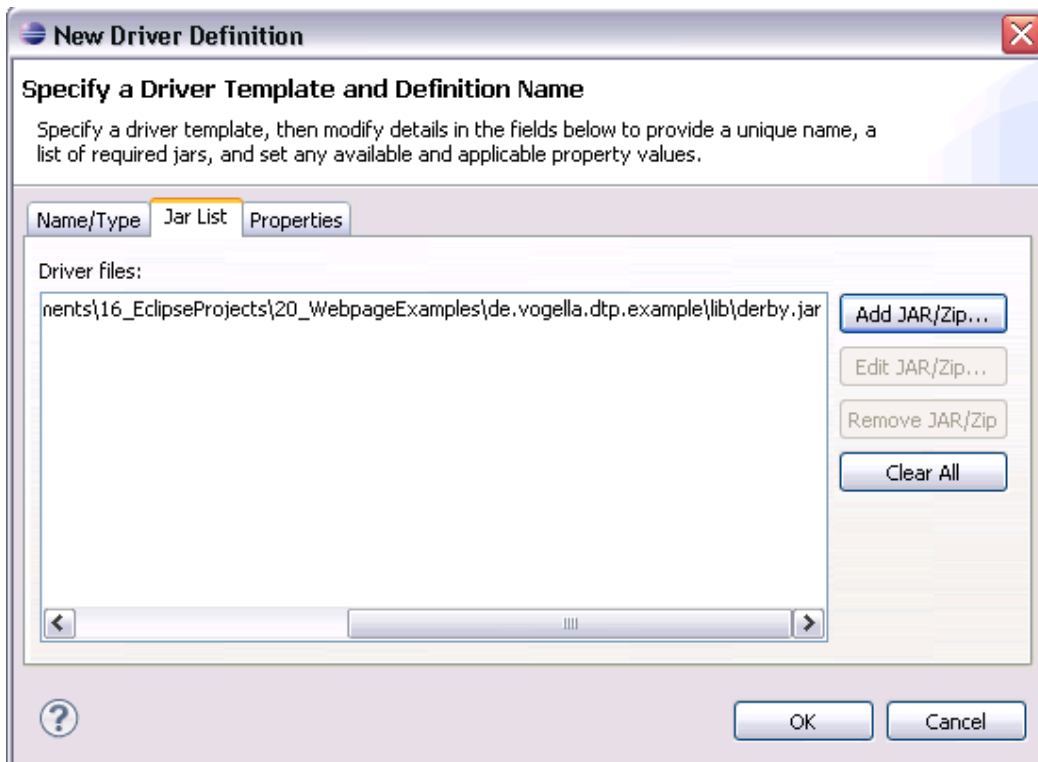 New Driver Definition
Specify a Driver Template and Definition Name
Specify a driver template, then modify details in the fields below to provide a unique name, a
list of required jars, and set any available and applicable property values.
Name/Type Jar List Properties
Driver files:
nents\16_EclipseProjects\20_WebpageExamples\de.vogella.dtp.example\lib\derby.jar
Add JAR/Zip...
Edit JAR/Zip...
Remove JAR/Zip
Clear All
?
OK Cancel